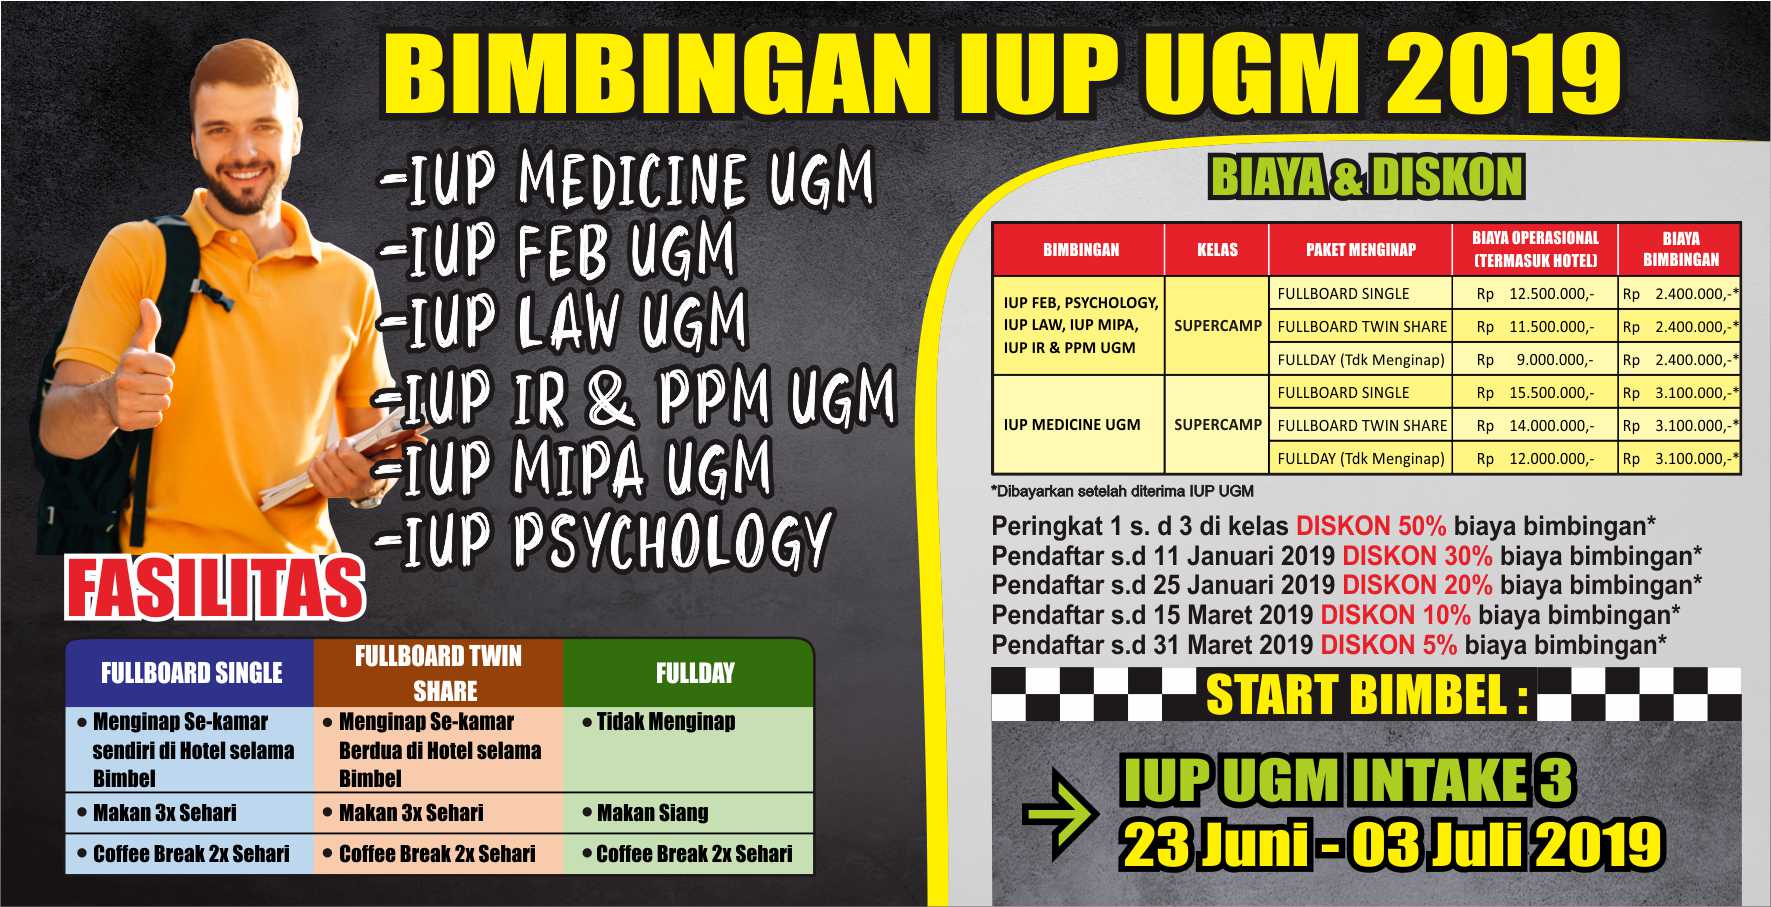 BIMBINGAN IUP UGM 2019
-IUP MEDICINE UGM
-IUP FEB UGM
-IUP LAW UGM
-IUP IR & PPM UGM
-IUP MIPA UGM
-IUP PSYCHOLOGY
FASILITAS
FULLBOARD SINGLE
FULLBOARD TWIN
SHARE
FULLDAY
• Menginap Se-kamar
sendiri di Hotel selama
Bimbel
• Menginap Se-kamar
Berdua di Hotel selama
Bimbel
• Tidak Menginap
• Makan 3x Sehari
• Makan 3x Sehari
• Makan Siang
• Coffee Break 2x Sehari
• Coffee Break 2x Sehari
• Coffee Break 2x Sehari
BIAYA & DISKON
BIMBINGAN
KELAS
PAKET MENGINAP
BIAYA OPERASIONAL
(TERMASUK HOTEL)
BIAYA
BIMBINGAN
IUP FEB, PSYCHOLOGY,
IUP LAW, IUP MIPA,
IUP IR & PPM UGM
SUPERCAMP
FULLBOARD SINGLE Rp 12.500.000,- Rp 2.400.000,-*
FULLBOARD TWIN SHARE Rp 11.500.000,- Rp 2.400.000,-*
FULLDAY (Tdk Menginap) Rp 9.000.000,- Rp 2.400.000,-*
IUP MEDICINE UGM
SUPERCAMP
FULLBOARD SINGLE Rp 15.500.000,- Rp 3.100.000,-*
FULLBOARD TWIN SHARE Rp 14.000.000,- Rp 3.100.000,-*
FULLDAY (Tdk Menginap) Rp 12.000.000,- Rp 3.100.000,-*
*Dibayarkan setelah diterima IUP UGM
Peringkat 1 s. d 3 di kelas DISKON 50% biaya bimbingan*
Pendaftar s.d 11 Januari 2019 DISKON 30% biaya bimbingan*
Pendaftar s.d 25 Januari 2019 DISKON 20% biaya bimbingan*
Pendaftar s.d 15 Maret 2019 DISKON 10% biaya bimbingan*
Pendaftar s.d 31 Maret 2019 DISKON 5% biaya bimbingan*
START BIMBEL :
IUP UGM INTAKE 3
23 Juni - 03 Juli 2019